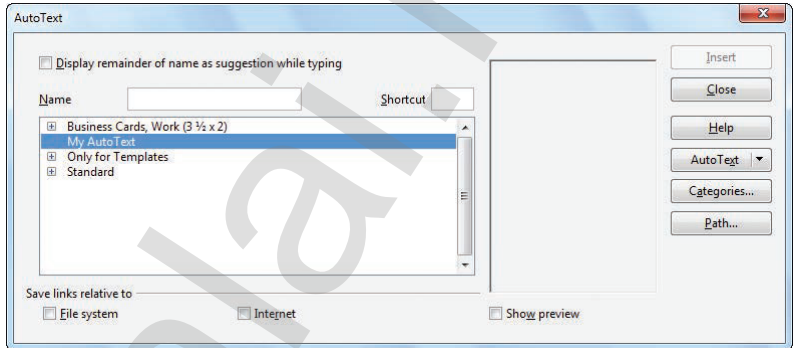 AutoText
Display remainder of name as suggestion while typing
Insert
Close
Name
Shortcut
Business Cards, Work (3 ½ x 2)
My AutoText
Only for Templates
Standard
Help
AutoText
Categories...
Path...
Save links relative to
File system
Internet
Show preview